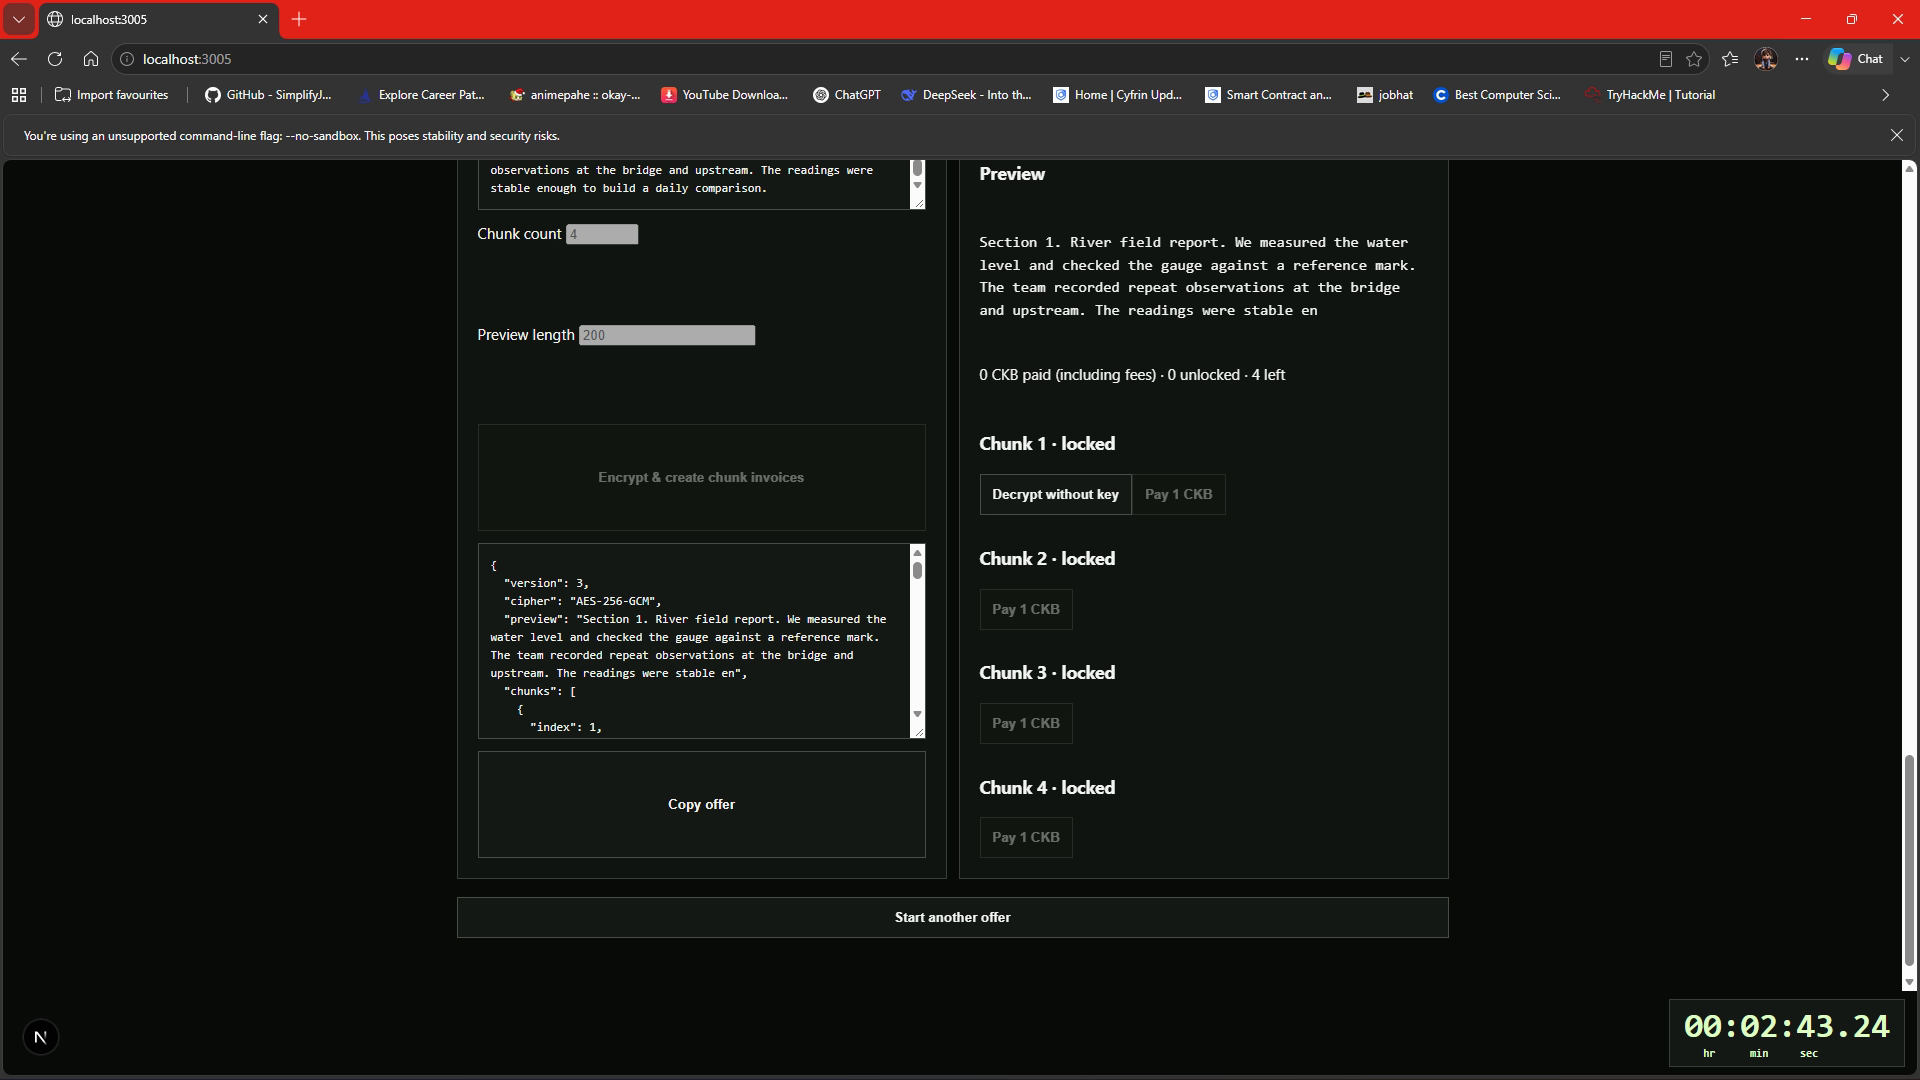 localhost:3005
localhost:3005
Chat
Import favourites
GitHub - SimplifyJ...
Explore Career Pat...
animepahe :: okay-...
YouTube Downloa...
ChatGPT
DeepSeek - Into th...
Home | Cyfrin Upd...
Smart Contract an...
jobhat
Best Computer Sci...
TryHackMe | Tutorial
You're using an unsupported command-line flag: --no-sandbox. This poses stability and security risks.
observations at the bridge and upstream. The readings were
stable enough to build a daily comparison.
Chunk count 4
Preview length 200
Encrypt & create chunk invoices
{
"version": 3,
"cipher": "AES-256-GCM",
"preview": "Section 1. River field report. We measured the
water level and checked the gauge against a reference mark.
The team recorded repeat observations at the bridge and
upstream. The readings were stable en",
"chunks": [
{
"index": 1,
Copy offer
Preview
Section 1. River field report. We measured the water
level and checked the gauge against a reference mark.
The team recorded repeat observations at the bridge
and upstream. The readings were stable en
0 CKB paid (including fees) · 0 unlocked · 4 left
Chunk 1 · locked
Decrypt without key
Pay 1 CKB
Chunk 2 · locked
Pay 1 CKB
Chunk 3 · locked
Pay 1 CKB
Chunk 4 · locked
Pay 1 CKB
Start another offer
N
00:02:43.24
hr min sec